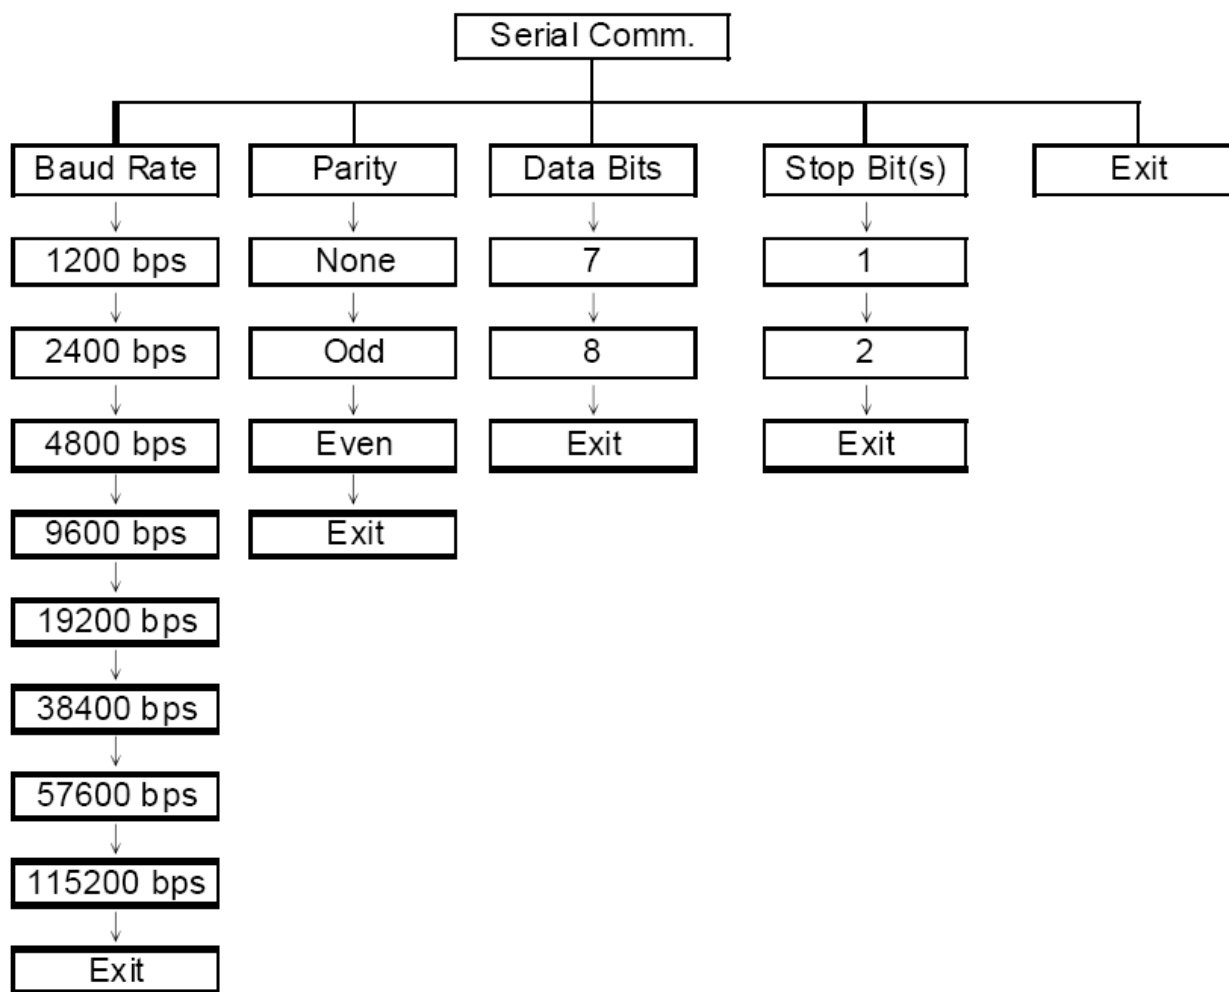 Serial Comm.
Baud Rate
Parity
Data Bits
Stop Bit(s)
Exit
1200 bps
None
7
1
2400 bps
Odd
8
2
4800 bps
Even
Exit
Exit
9600 bps
Exit
19200 bps
38400 bps
57600 bps
115200 bps
Exit